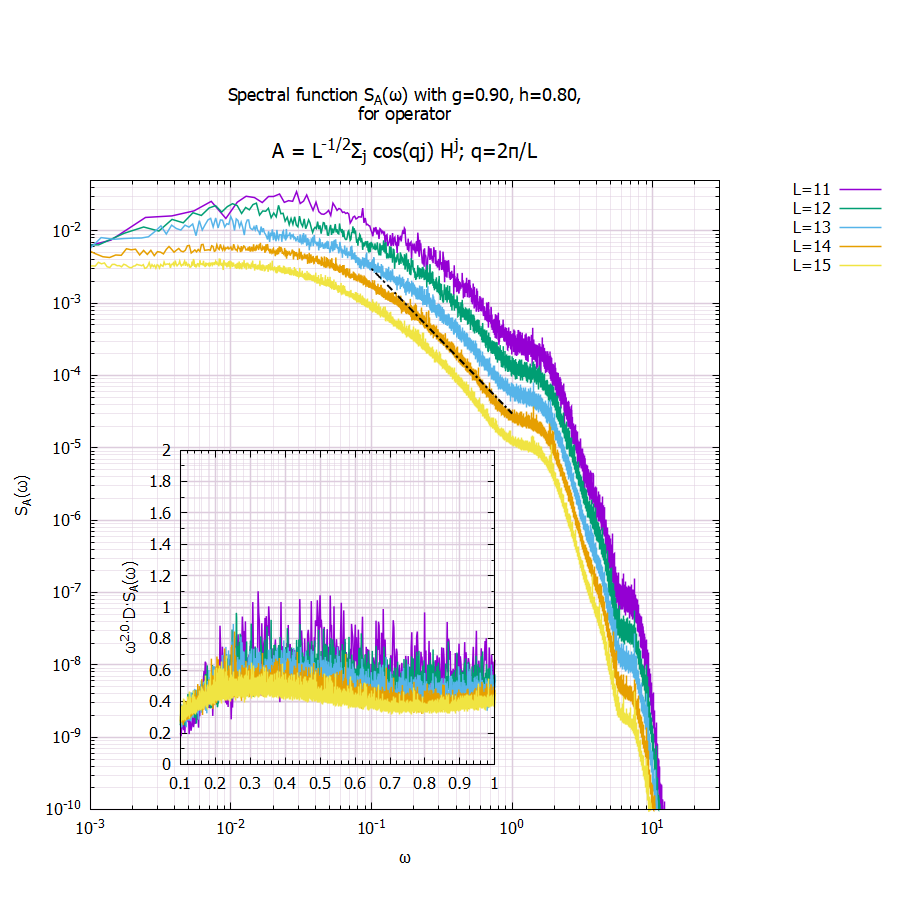 Spectral function S_A(ω) with g=0.90, h=0.80,
for operator
A = L^-1/2Σ_j cos(qj) H^j; q=2π/L
L=11
L=12
L=13
L=14
L=15
S_A(ω)
10^-2
10^-3
10^-4
10^-5
10^-6
10^-7
10^-8
10^-9
10^-10
10^-3 10^-2 10^-1 10^0 10^1
ω
ω^2.0·D·S_A(ω)
2
1.8
1.6
1.4
1.2
1
0.8
0.6
0.4
0.2
0
0.1 0.2 0.3 0.4 0.5 0.6 0.7 0.8 0.9 1